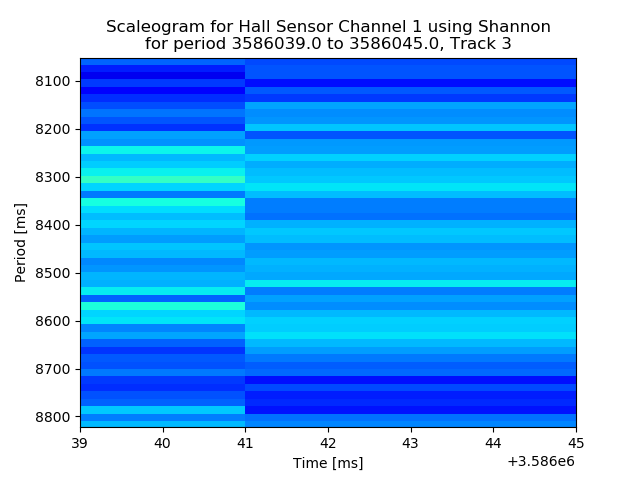 Scaleogram for Hall Sensor Channel 1 using Shannon
for period 3586039.0 to 3586045.0, Track 3
Period [ms]
8100
8200
8300
8400
8500
8600
8700
8800
39 40 41 42 43 44 45
Time [ms]
+3.586e6